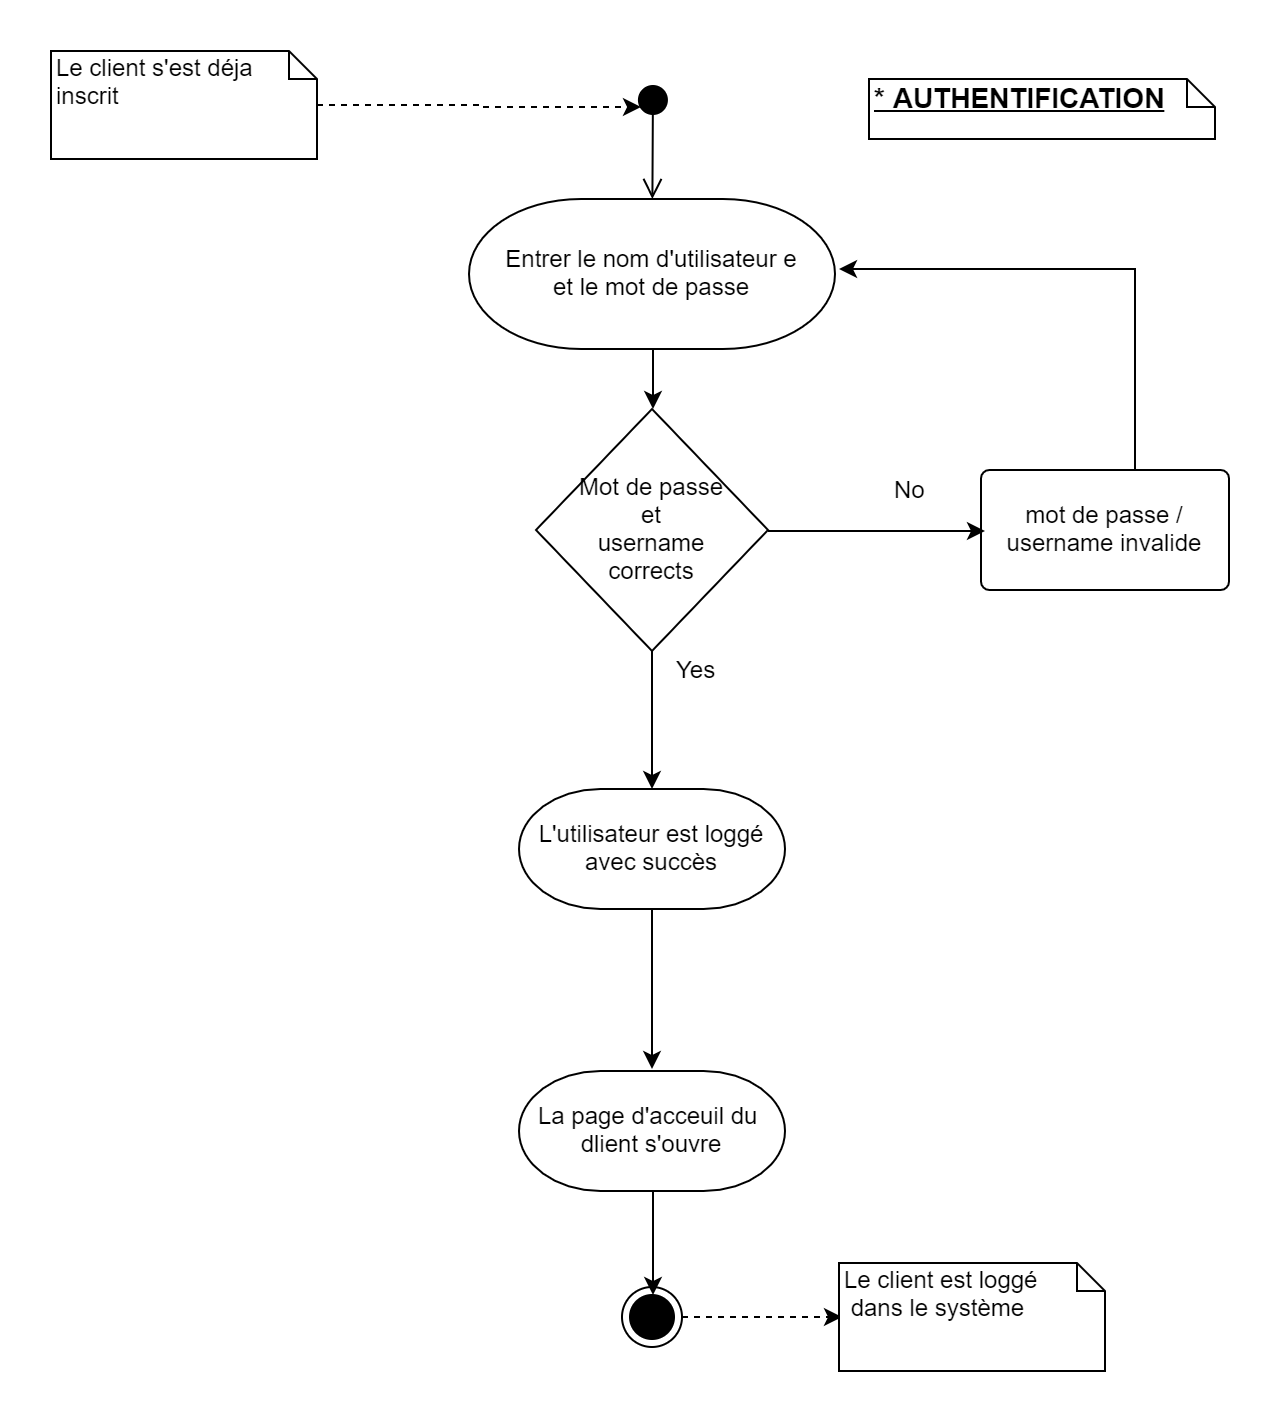 Le client s'est déja
inscrit
* AUTHENTIFICATION
Entrer le nom d'utilisateur e
et le mot de passe
Mot de passe
et
username
corrects
No
mot de passe /
username invalide
Yes
L'utilisateur est loggé
avec succès
La page d'acceuil du
dlient s'ouvre
Le client est loggé
dans le système